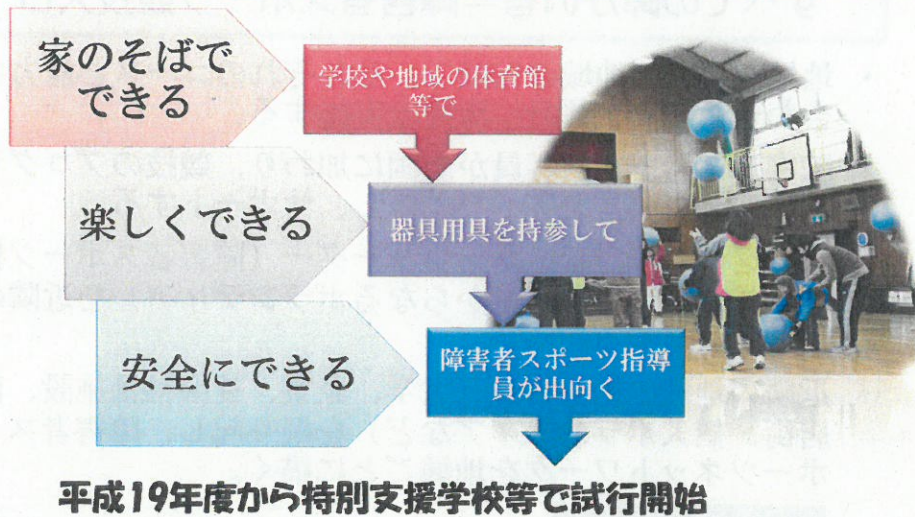 家のそばで
できる
学校や地域の体育館
等で
楽しくできる
器具用具を持参して
安全にできる
障害者スポーツ指導
員が出向く
平成19年度から特別支援学校等で試行開始